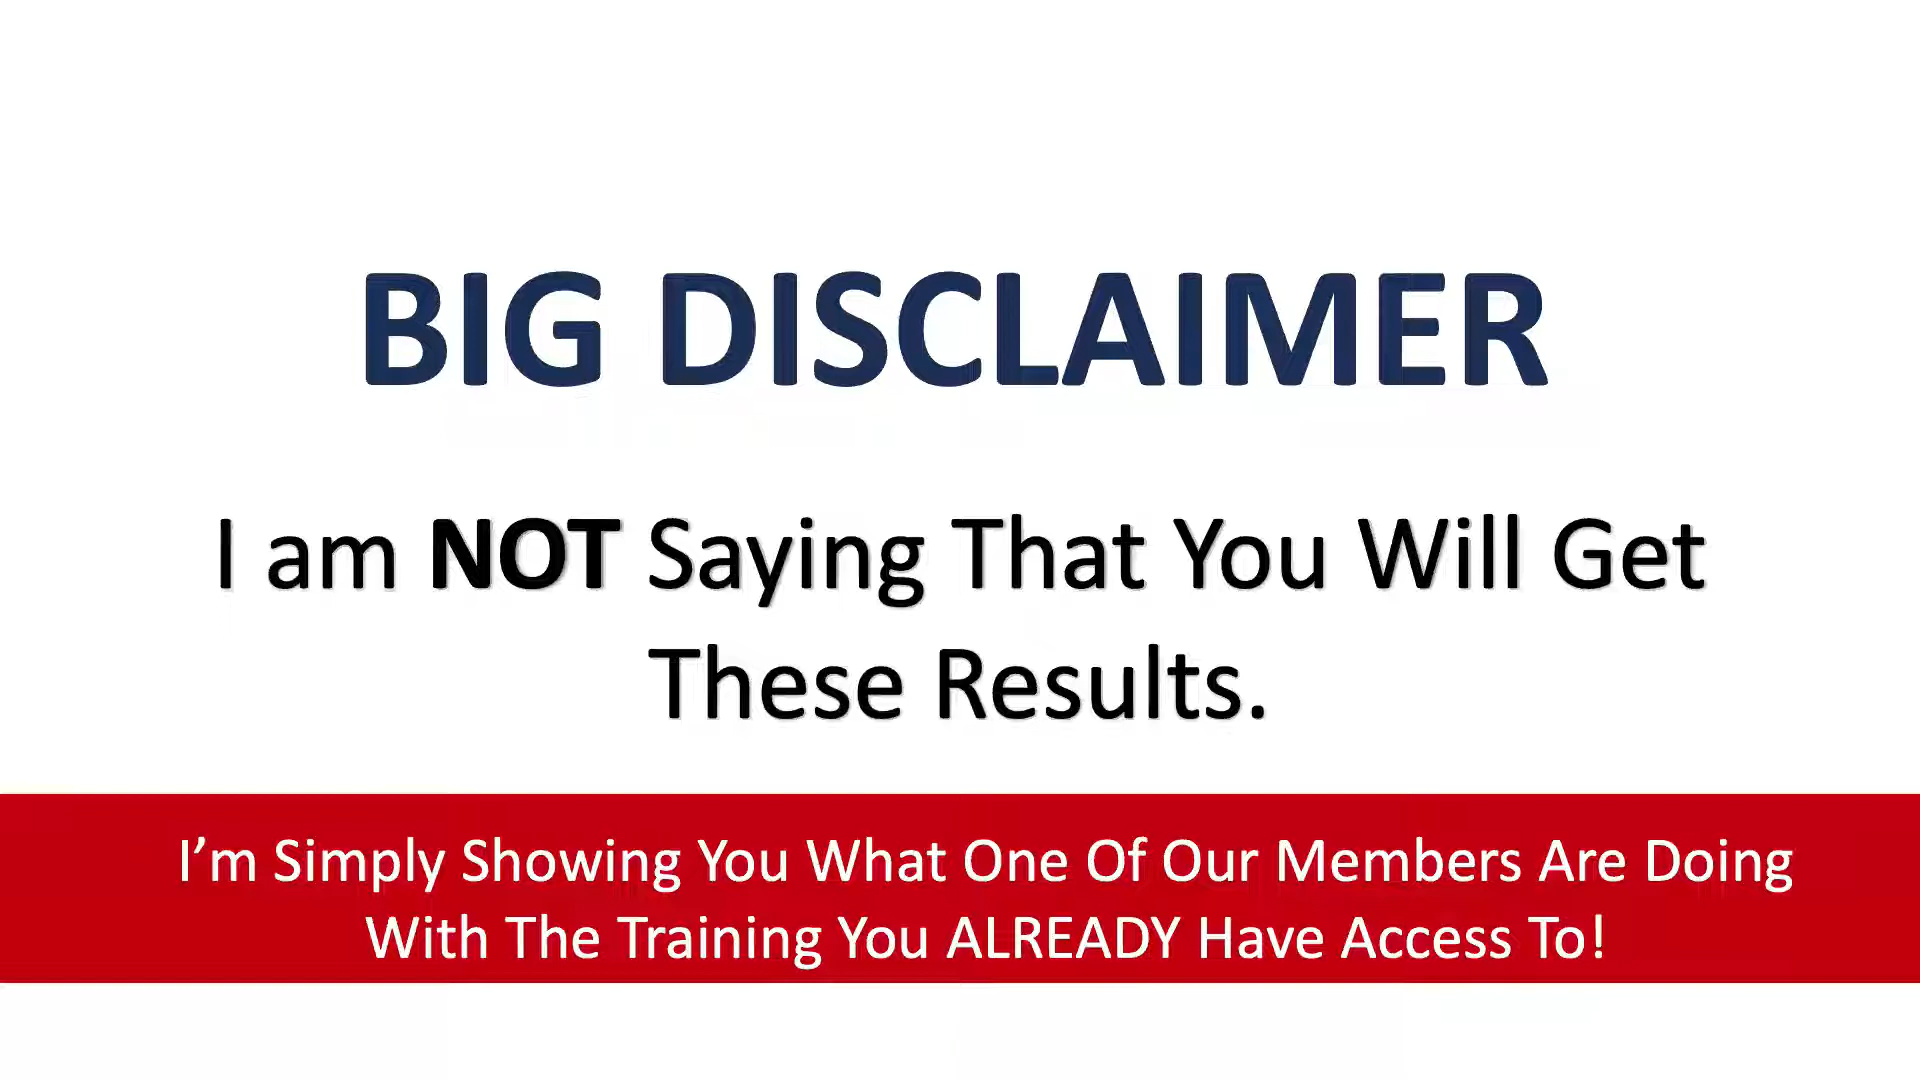 BIG DISCLAIMER
I am NOT Saying That You Will Get
These Results.
I’m Simply Showing You What One Of Our Members Are Doing
With The Training You ALREADY Have Access To!